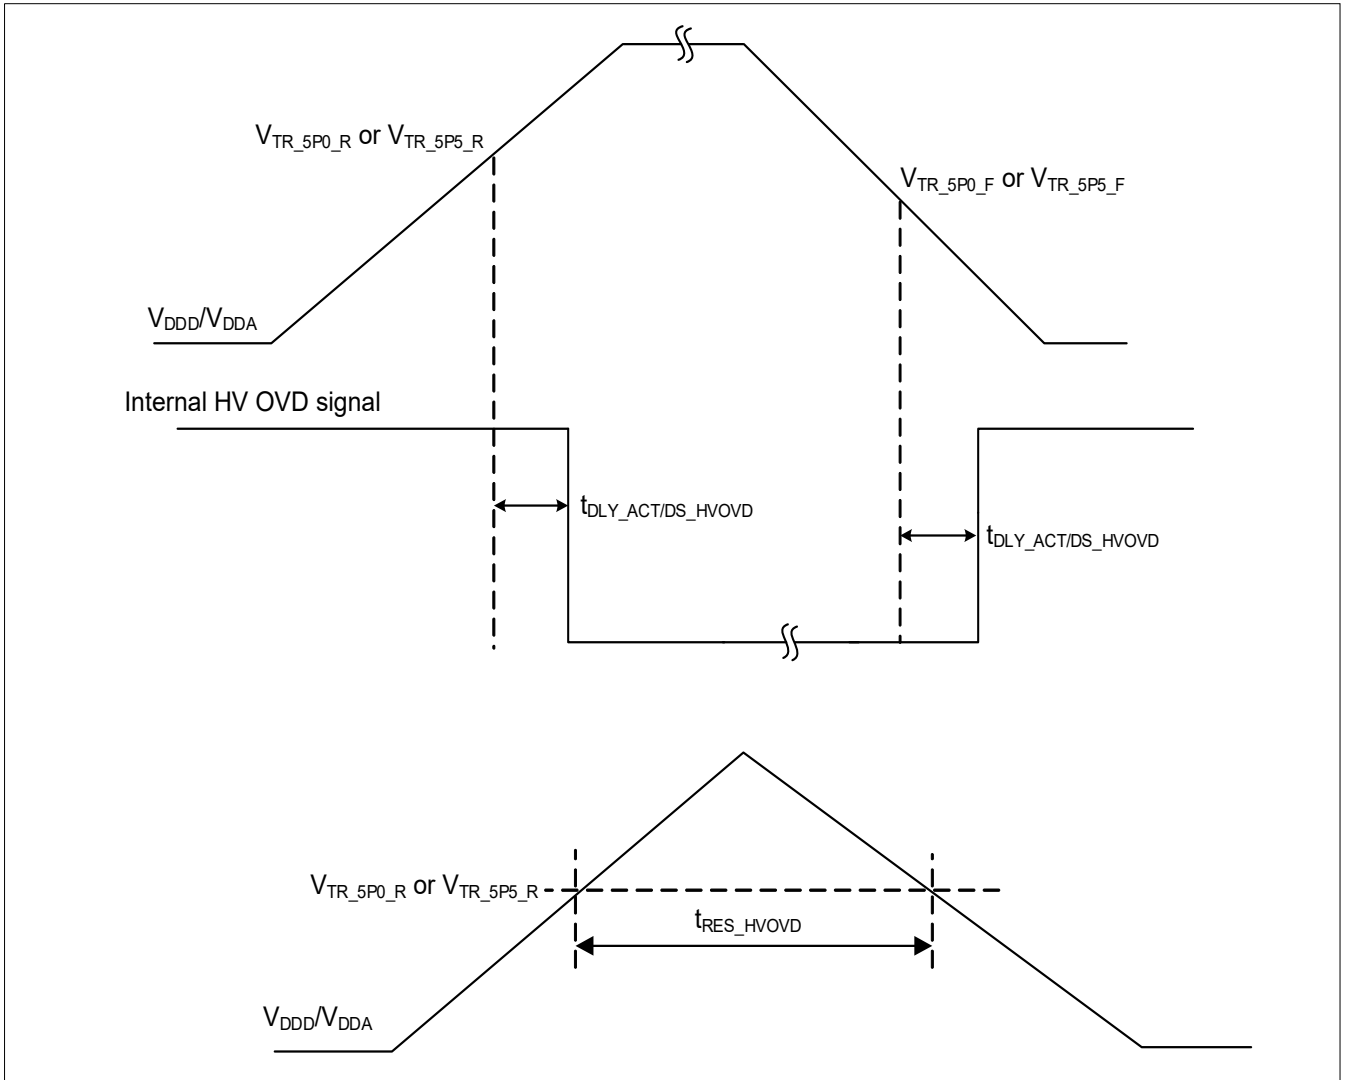 VTR_5P0_R or VTR_5P5_R
VTR_5P0_F or VTR_5P5_F
VDDD/VDDA
Internal HV OVD signal
tDLY_ACT/DS_HVOVD
tDLY_ACT/DS_HVOVD
VTR_5P0_R or VTR_5P5_R
tRES_HVOVD
VDDD/VDDA